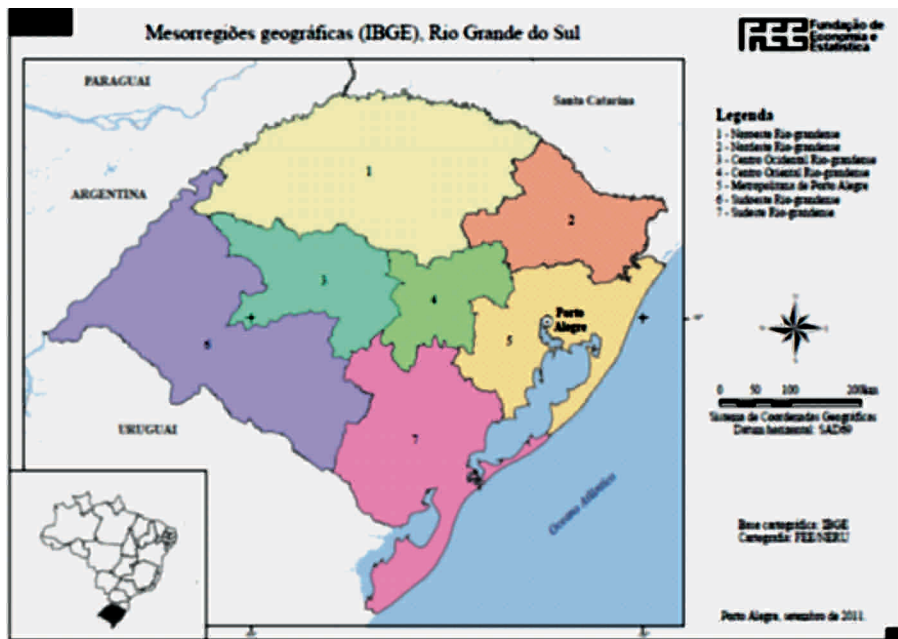 Mesorregiões geográficas (IBGE), Rio Grande do Sul
FEE
Fundação de
Economia e
Estatística
PARAGUAI
Santa Catarina
ARGENTINA
URUGUAI
1
2
3
4
5
6
7
Porto
Alegre
Oceano Atlântico
Legenda
1 - Noroeste Rio-grandense
2 - Nordeste Rio-grandense
3 - Centro Ocidental Rio-grandense
4 - Centro Oriental Rio-grandense
5 - Metropolitana de Porto Alegre
6 - Sudoeste Rio-grandense
7 - Sudeste Rio-grandense
0 50 100 200km
Sistema de Coordenadas Geográficas
Datum horizontal: SAD69
Base cartográfica: IBGE
Cartografia: FEE/NERU
Porto Alegre, setembro de 2011.